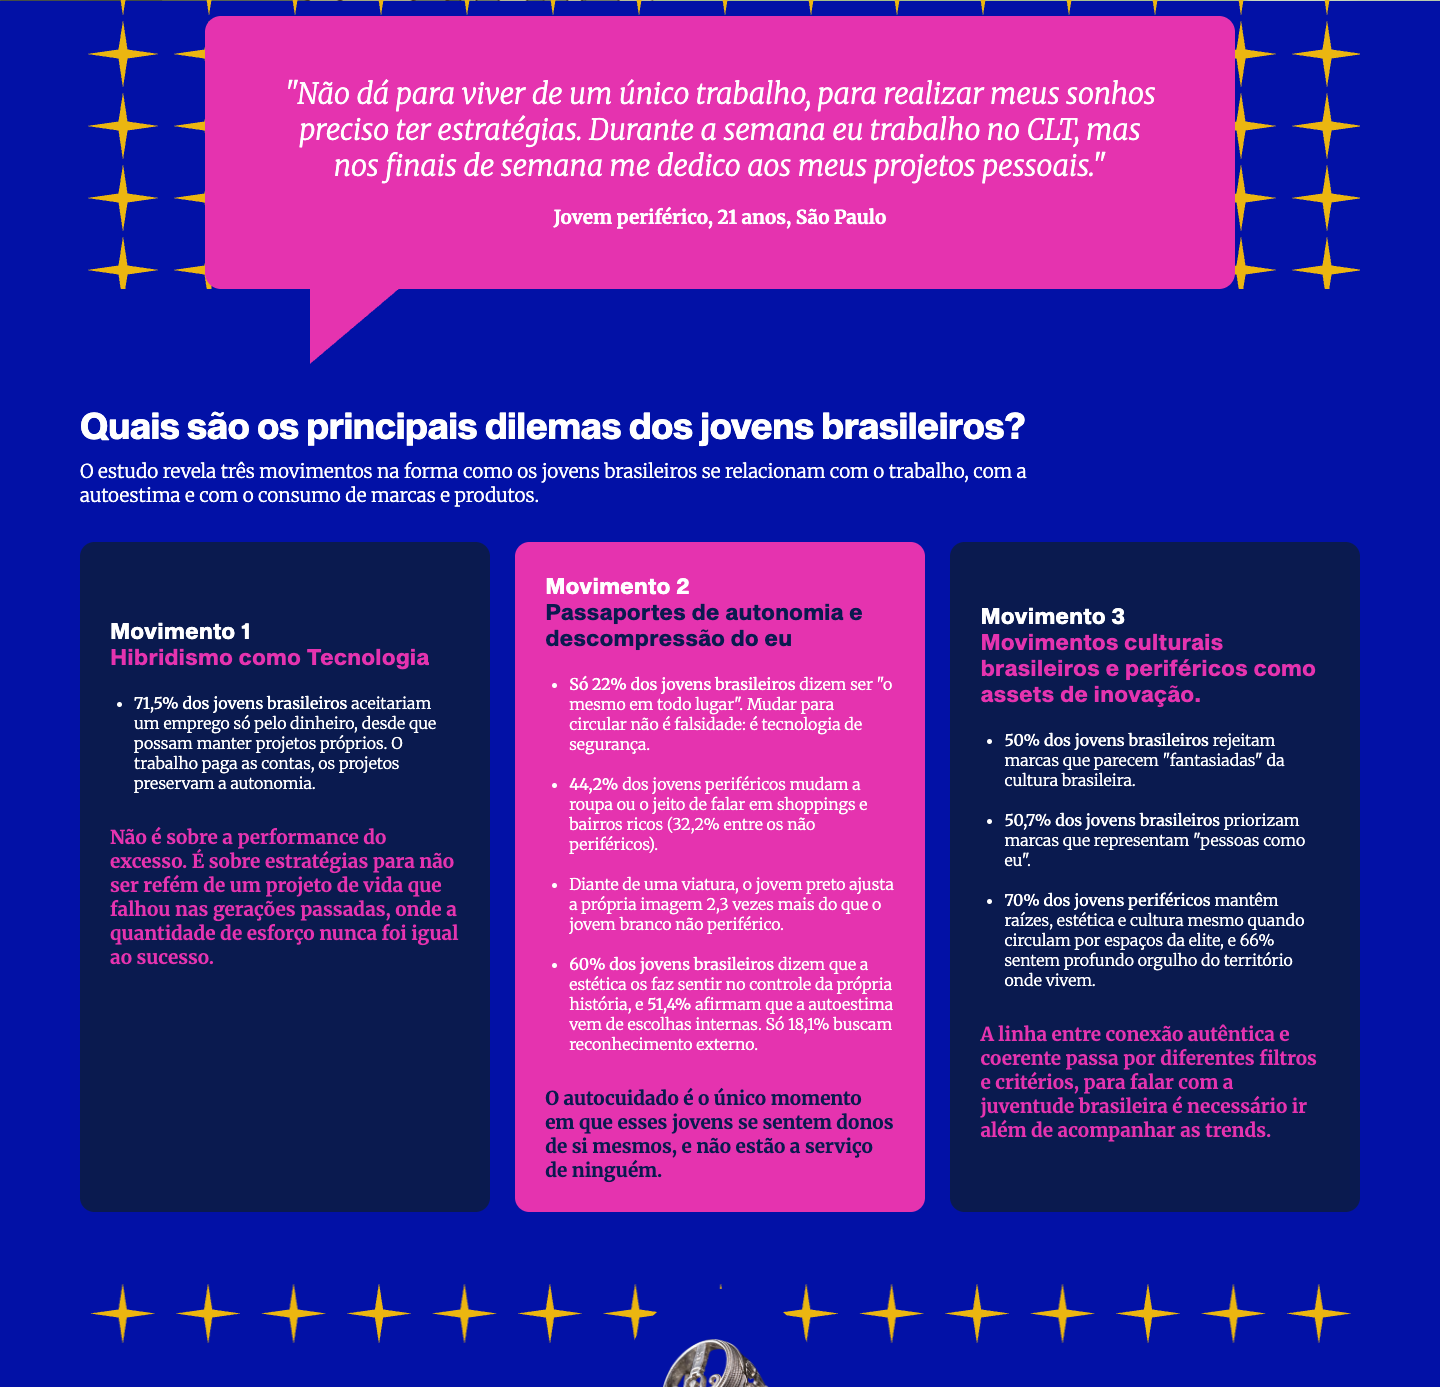 "Não dá para viver de um único trabalho, para realizar meus sonhos
preciso ter estratégias. Durante a semana eu trabalho no CLT, mas
nos finais de semana me dedico aos meus projetos pessoais."
Jovem periférico, 21 anos, São Paulo
Quais são os principais dilemas dos jovens brasileiros?
O estudo revela três movimentos na forma como os jovens brasileiros se relacionam com o trabalho, com a
autoestima e com o consumo de marcas e produtos.
Movimento 1
Hibridismo como Tecnologia
• 71,5% dos jovens brasileiros aceitariam
um emprego só pelo dinheiro, desde que
possam manter projetos próprios. O
trabalho paga as contas, os projetos
preservam a autonomia.
Não é sobre a performance do
excesso. É sobre estratégias para não
ser refém de um projeto de vida que
falhou nas gerações passadas, onde a
quantidade de esforço nunca foi igual
ao sucesso.
Movimento 2
Passaportes de autonomia e
descompressão do eu
• Só 22% dos jovens brasileiros dizem ser "o
mesmo em todo lugar". Mudar para
circular não é falsidade: é tecnologia de
segurança.
• 44,2% dos jovens periféricos mudam a
roupa ou o jeito de falar em shoppings e
bairros ricos (32,2% entre os não
periféricos).
• Diante de uma viatura, o jovem preto ajusta
a própria imagem 2,3 vezes mais do que o
jovem branco não periférico.
• 60% dos jovens brasileiros dizem que a
estética os faz sentir no controle da própria
história, e 51,4% afirmam que a autoestima
vem de escolhas internas. Só 18,1% buscam
reconhecimento externo.
O autocuidado é o único momento
em que esses jovens se sentem donos
de si mesmos, e não estão a serviço
de ninguém.
Movimento 3
Movimentos culturais
brasileiros e periféricos como
assets de inovação.
• 50% dos jovens brasileiros rejeitam
marcas que parecem "fantasiadas" da
cultura brasileira.
• 50,7% dos jovens brasileiros priorizam
marcas que representam "pessoas como
eu".
• 70% dos jovens periféricos mantêm
raízes, estética e cultura mesmo quando
circulam por espaços da elite, e 66%
sentem profundo orgulho do território
onde vivem.
A linha entre conexão autêntica e
coerente passa por diferentes filtros
e critérios, para falar com a
juventude brasileira é necessário ir
além de acompanhar as trends.